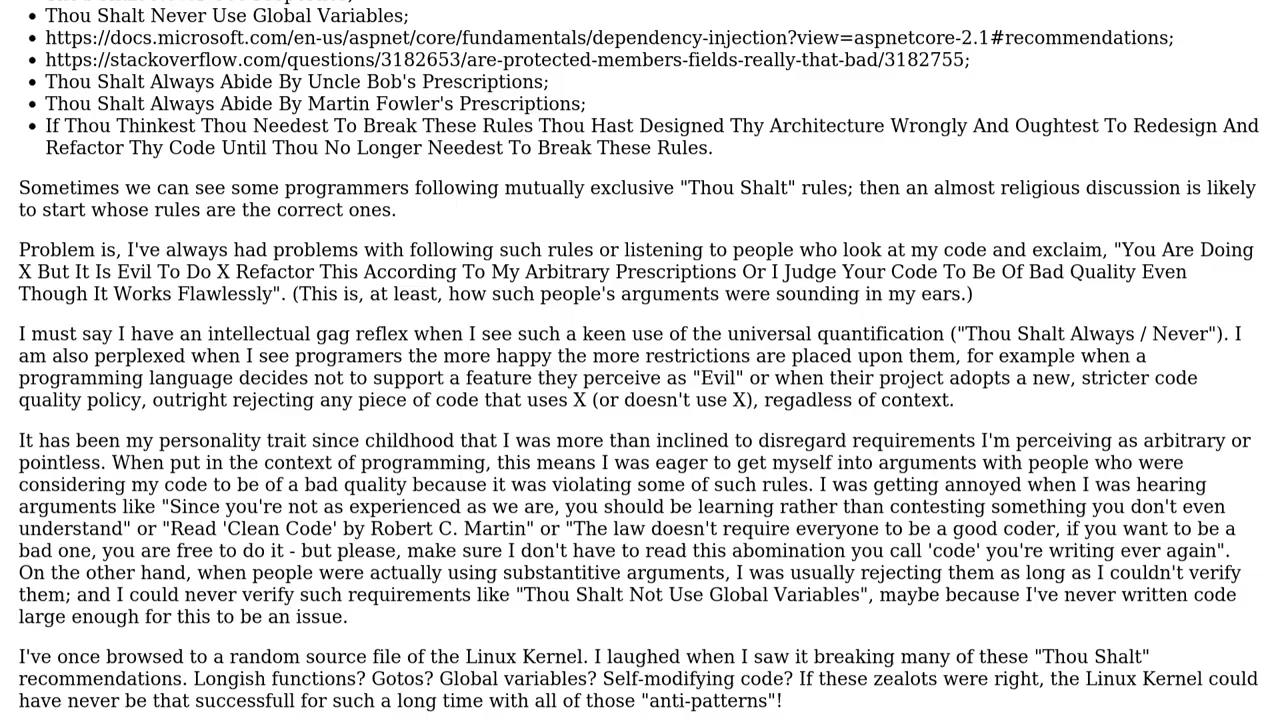 Thou Shalt Never Use Global Variables;
https://docs.microsoft.com/en-us/aspnet/core/fundamentals/dependency-injection?view=aspnetcore-2.1#recommendations;
https://stackoverflow.com/questions/3182653/are-protected-members-fields-really-that-bad/3182755;
Thou Shalt Always Abide By Uncle Bob's Prescriptions;
Thou Shalt Always Abide By Martin Fowler's Prescriptions;
If Thou Thinkest Thou Needest To Break These Rules Thou Hast Designed Thy Architecture Wrongly And Oughtest To Redesign And
Refactor Thy Code Until Thou No Longer Needest To Break These Rules.
Sometimes we can see some programmers following mutually exclusive "Thou Shalt" rules; then an almost religious discussion is likely
to start whose rules are the correct ones.
Problem is, I've always had problems with following such rules or listening to people who look at my code and exclaim, "You Are Doing
X But It Is Evil To Do X Refactor This According To My Arbitrary Prescriptions Or I Judge Your Code To Be Of Bad Quality Even
Though It Works Flawlessly". (This is, at least, how such people's arguments were sounding in my ears.)
I must say I have an intellectual gag reflex when I see such a keen use of the universal quantification ("Thou Shalt Always / Never"). I
am also perplexed when I see programers the more happy the more restrictions are placed upon them, for example when a
programming language decides not to support a feature they perceive as "Evil" or when their project adopts a new, stricter code
quality policy, outright rejecting any piece of code that uses X (or doesn't use X), regadless of context.
It has been my personality trait since childhood that I was more than inclined to disregard requirements I'm perceiving as arbitrary or
pointless. When put in the context of programming, this means I was eager to get myself into arguments with people who were
considering my code to be of a bad quality because it was violating some of such rules. I was getting annoyed when I was hearing
arguments like "Since you're not as experienced as we are, you should be learning rather than contesting something you don't even
understand" or "Read 'Clean Code' by Robert C. Martin" or "The law doesn't require everyone to be a good coder, if you want to be a
bad one, you are free to do it - but please, make sure I don't have to read this abomination you call 'code' you're writing ever again".
On the other hand, when people were actually using substantitive arguments, I was usually rejecting them as long as I couldn't verify
them; and I could never verify such requirements like "Thou Shalt Not Use Global Variables", maybe because I've never written code
large enough for this to be an issue.
I've once browsed to a random source file of the Linux Kernel. I laughed when I saw it breaking many of these "Thou Shalt"
recommendations. Longish functions? Gotos? Global variables? Self-modifying code? If these zealots were right, the Linux Kernel could
have never be that successfull for such a long time with all of those "anti-patterns"!